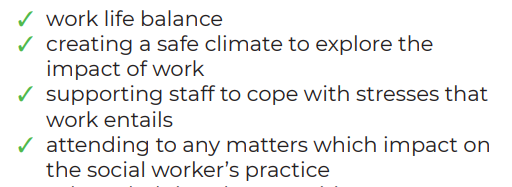 ✓ work life balance
✓ creating a safe climate to explore the
impact of work
✓ supporting staff to cope with stresses that
work entails
✓ attending to any matters which impact on
the social worker's practice